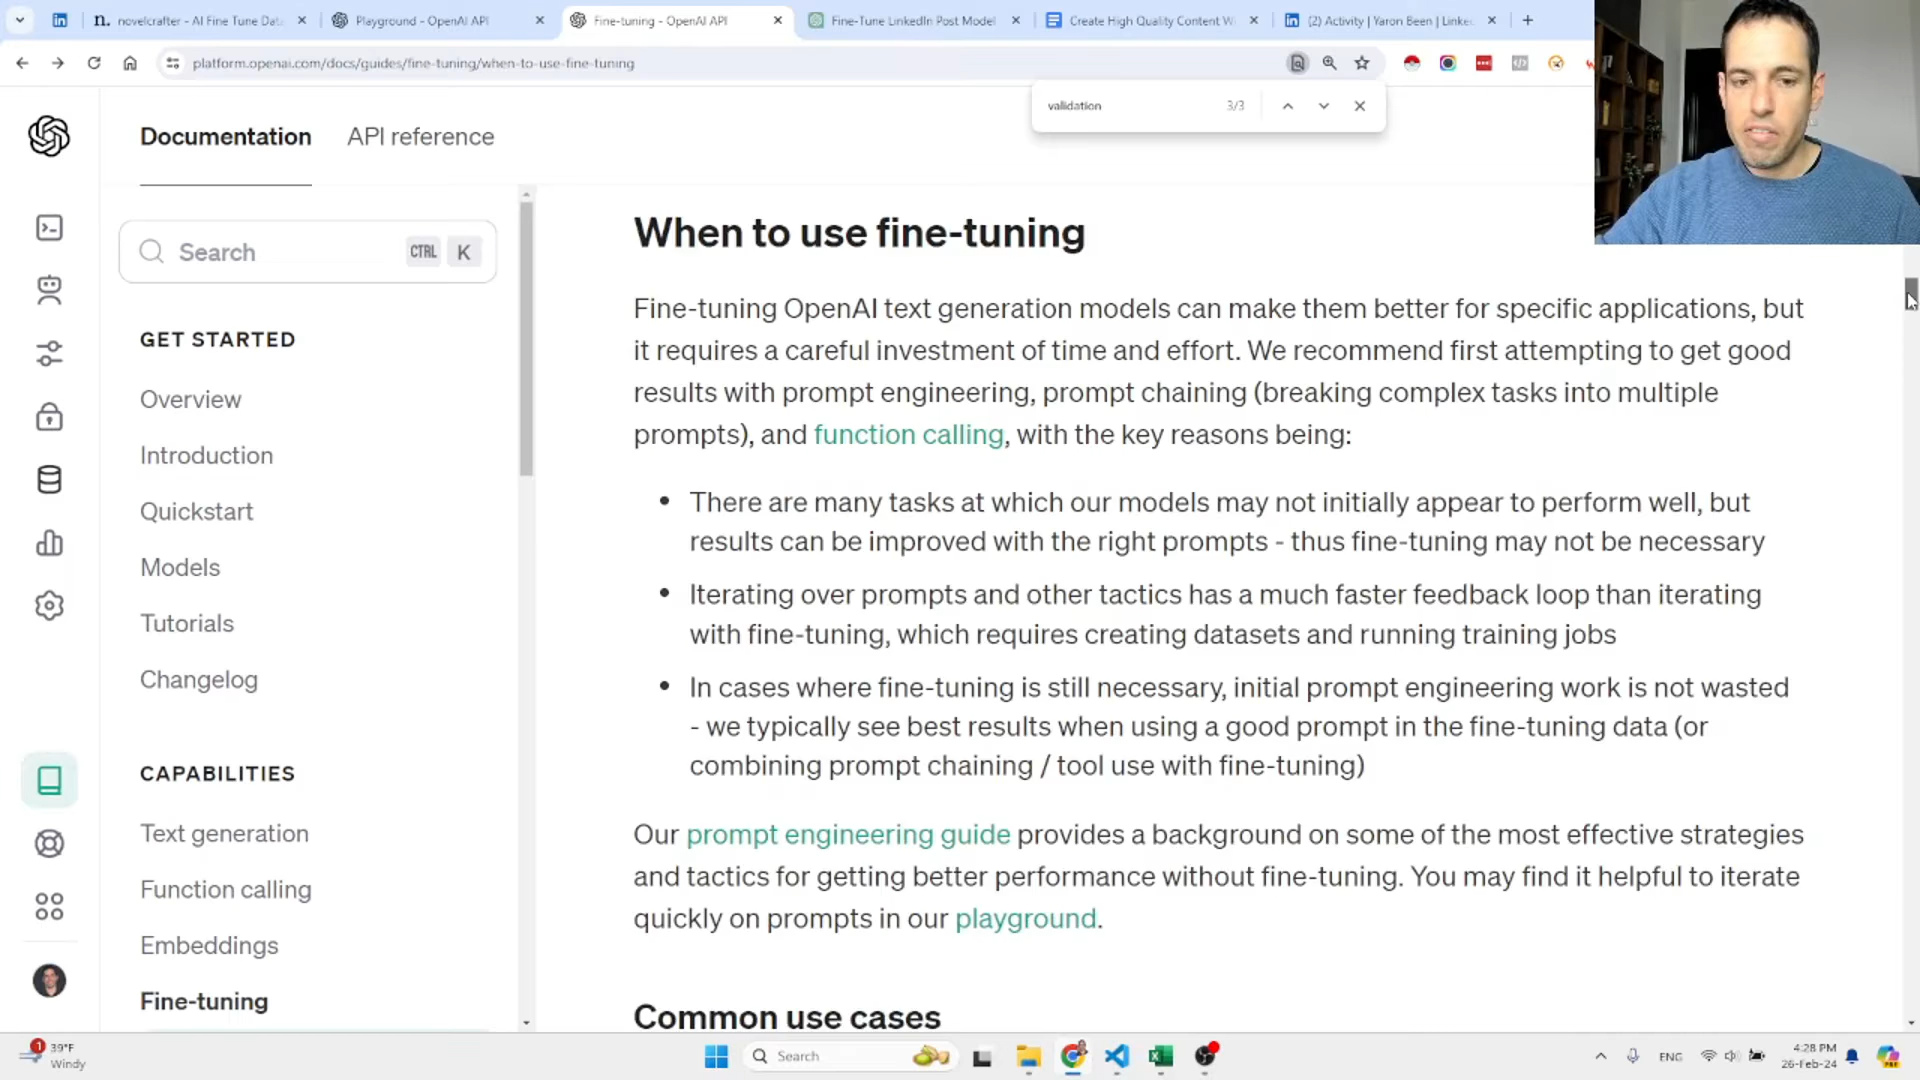 novelcrafter - AI Fine Tune Dat
Playground - OpenAI API
Fine-tuning - OpenAI API
Fine-Tune LinkedIn Post Model
Create High Quality Content W
(2) Activity | Yaron Been | Linke
platform.openai.com/docs/guides/fine-tuning/when-to-use-fine-tuning
validation 3/3
Documentation
API reference
Search CTRL K
GET STARTED
Overview
Introduction
Quickstart
Models
Tutorials
Changelog
CAPABILITIES
Text generation
Function calling
Embeddings
Fine-tuning
When to use fine-tuning
Fine-tuning OpenAI text generation models can make them better for specific applications, but
it requires a careful investment of time and effort. We recommend first attempting to get good
results with prompt engineering, prompt chaining (breaking complex tasks into multiple
prompts), and function calling, with the key reasons being:
• There are many tasks at which our models may not initially appear to perform well, but
results can be improved with the right prompts - thus fine-tuning may not be necessary
• Iterating over prompts and other tactics has a much faster feedback loop than iterating
with fine-tuning, which requires creating datasets and running training jobs
• In cases where fine-tuning is still necessary, initial prompt engineering work is not wasted
- we typically see best results when using a good prompt in the fine-tuning data (or
combining prompt chaining / tool use with fine-tuning)
Our prompt engineering guide provides a background on some of the most effective strategies
and tactics for getting better performance without fine-tuning. You may find it helpful to iterate
quickly on prompts in our playground.
Common use cases
1
39°F
Windy
Search
ENG
4:28 PM
26-Feb-24